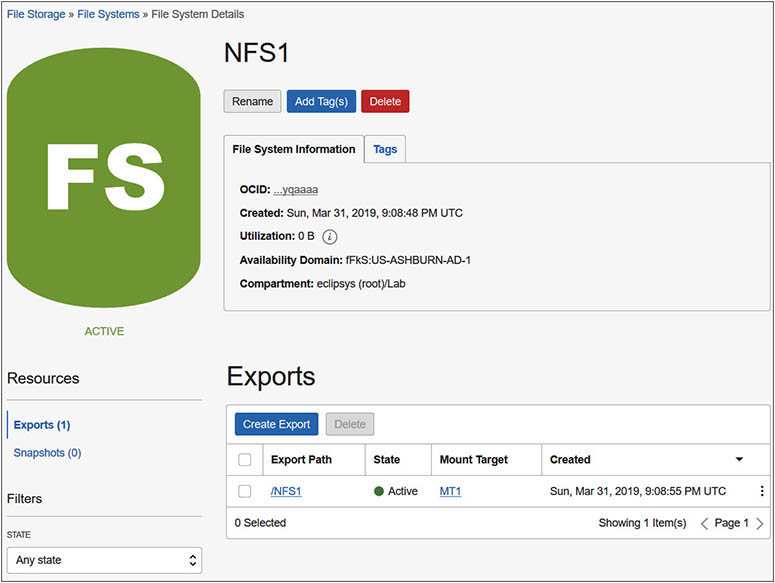 File Storage » File Systems » File System Details
FS
ACTIVE
NFS1
Rename Add Tag(s) Delete
File System Information Tags
OCID: ...yqaaaa
Created: Sun, Mar 31, 2019, 9:08:48 PM UTC
Utilization: 0 B i
Availability Domain: fFkS:US-ASHBURN-AD-1
Compartment: eclipsys (root)/Lab
Resources
Exports (1)
Snapshots (0)
Filters
STATE
Any state
Exports
Create Export Delete
Export Path State Mount Target Created
/NFS1 Active MT1 Sun, Mar 31, 2019, 9:08:55 PM UTC
0 Selected Showing 1 Item(s) Page 1